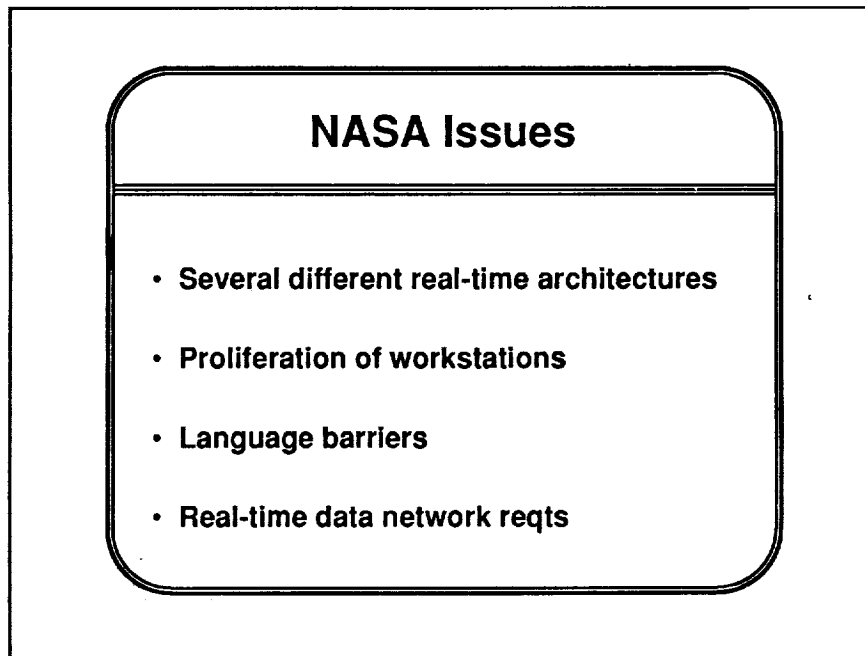 NASA Issues
• Several different real-time architectures
• Proliferation of workstations
• Language barriers
• Real-time data network reqts